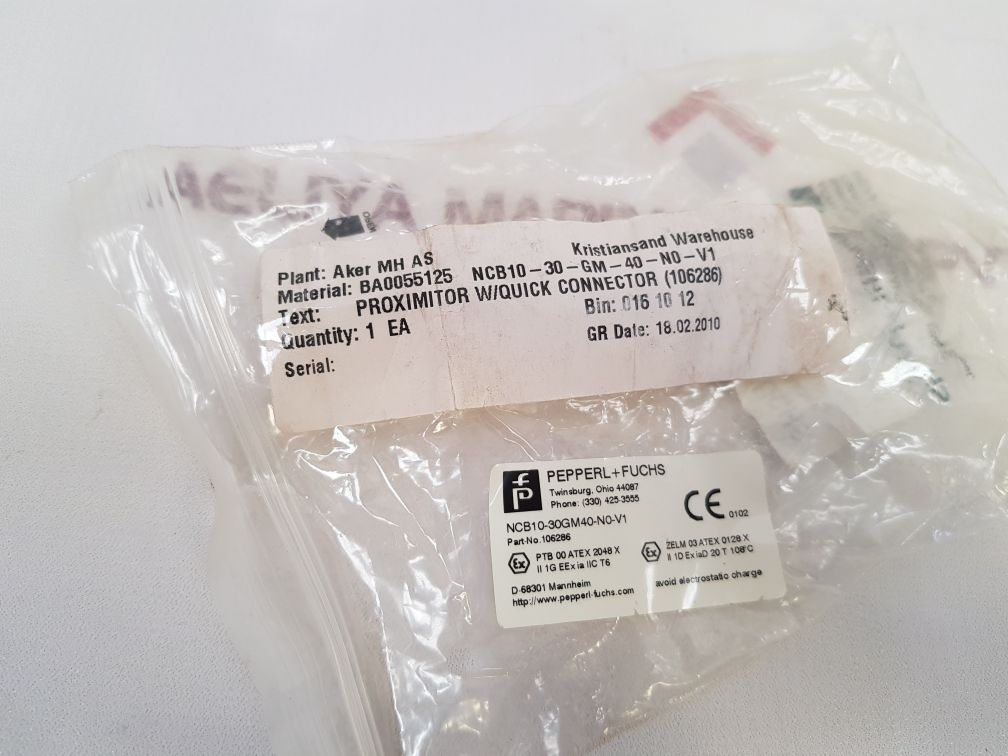 AELIYA MARIN
Plant: Aker MH AS Kristiansand Warehouse
Material: BA0055125 NCB10-30-GM-40-N0-V1
Text: PROXIMITOR W/QUICK CONNECTOR (106286)
Quantity: 1 EA Bin: 016 10 12
Serial: GR Date: 18.02.2010
PEPPERL+FUCHS
Twinsburg, Ohio 44087
Phone: (330) 425-3555
CE 0102
NCB10-30GM40-N0-V1
Part-No.106286
Ex PTB 00 ATEX 2048 X
II 1G EEx ia IIC T6
Ex ZELM 03 ATEX 0128 X
II 1D Ex iaD 20 T 108°C
D-68301 Mannheim
http://www.pepperl-fuchs.com
avoid electrostatic charge